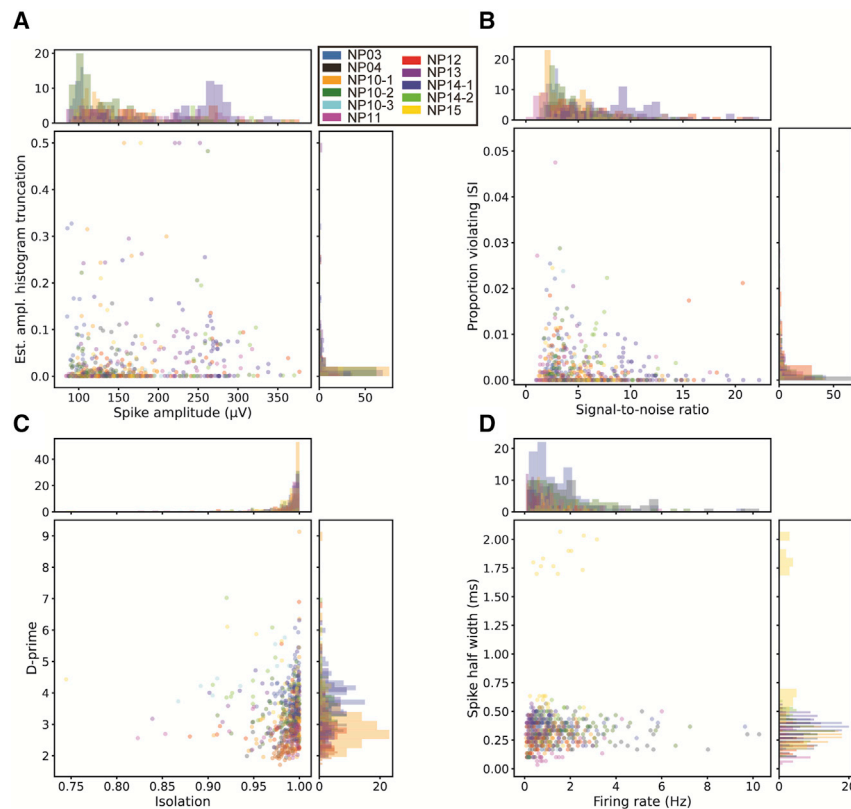 A
20
10
0
NP03
NP04
NP10-1
NP10-2
NP10-3
NP11
NP12
NP13
NP14-1
NP14-2
NP15
0.5
0.4
0.3
0.2
0.1
0.0
Est. ampl. histogram truncation
100 150 200 250 300 350
Spike amplitude (µV)
0 50
B
20
10
0
0.05
0.04
0.03
0.02
0.01
0.00
Proportion violating ISI
0 5 10 15 20
Signal-to-noise ratio
0 50
C
40
20
0
9
8
7
6
5
4
3
2
D-prime
0.75 0.80 0.85 0.90 0.95 1.00
Isolation
0 20
D
20
10
0
2.00
1.75
1.50
1.25
1.00
0.75
0.50
0.25
0.00
Spike half width (ms)
0 2 4 6 8 10
Firing rate (Hz)
0 10 20